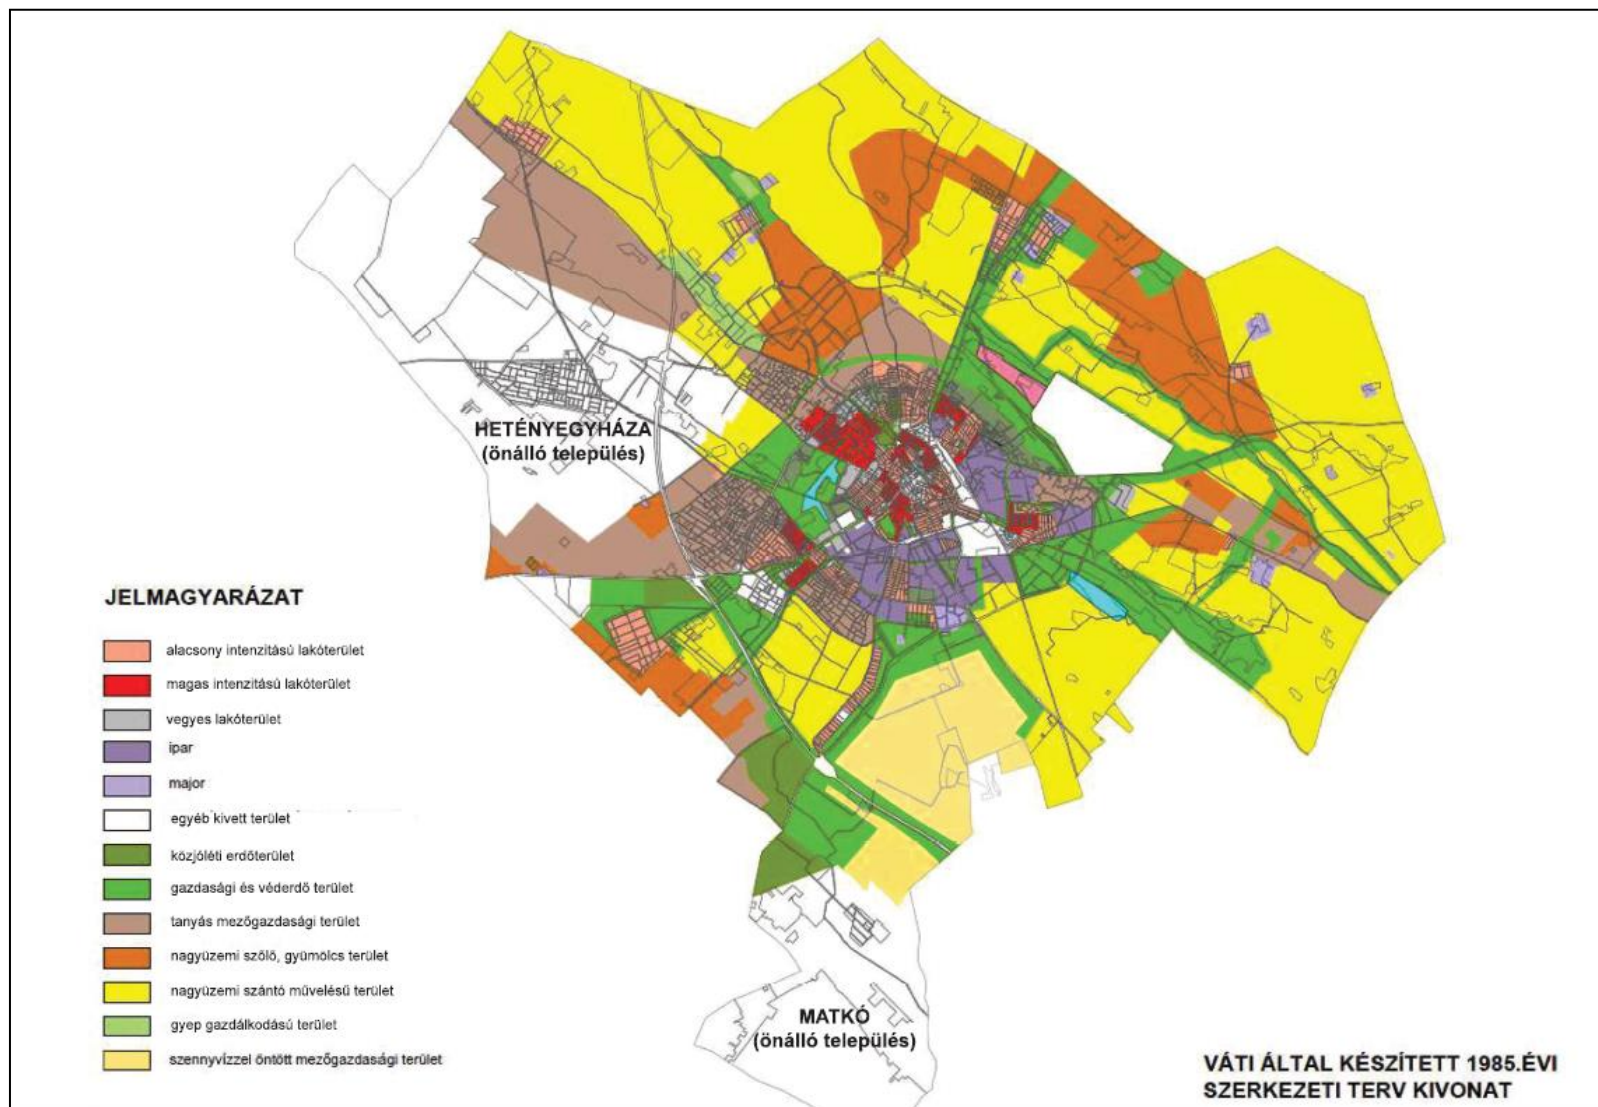 HETÉNYEGYHÁZA
(önálló település)
JELMAGYARÁZAT
alacsony intenzitású lakóterület
magas intenzitású lakóterület
vegyes lakóterület
ipar
major
egyéb kivett terület
közjóléti erdőterület
gazdasági és véderdő terület
tanyás mezőgazdasági terület
nagyüzemi szőlő, gyümölcs terület
nagyüzemi szántó művelésű terület
gyep gazdálkodású terület
szennyvízzel öntött mezőgazdasági terület
MATKÓ
(önálló település)
VÁTI ÁLTAL KÉSZÍTETT 1985.ÉVI
SZERKEZETI TERV KIVONAT